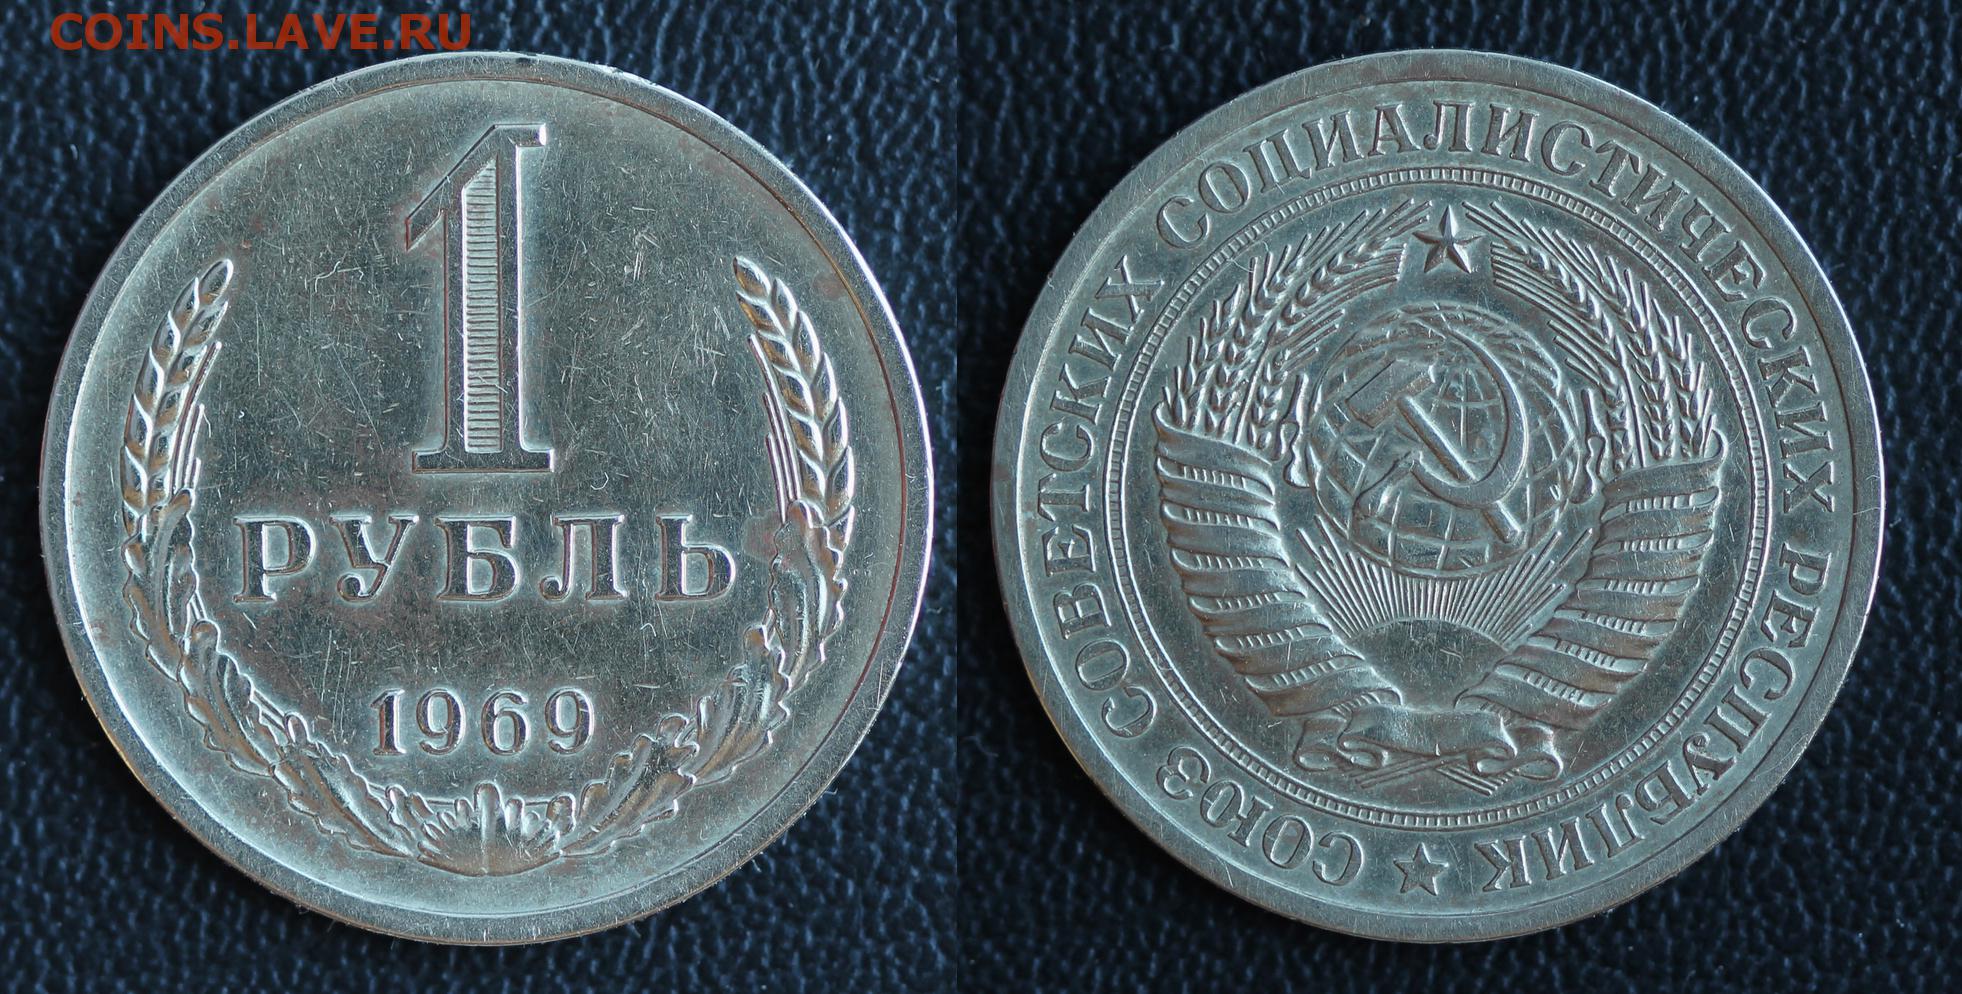 COINS.LAVE.RU
1
РУБЛЬ
1969
СОЮЗ СОВЕТСКИХ СОЦИАЛИСТИЧЕСКИХ РЕСПУБЛИК